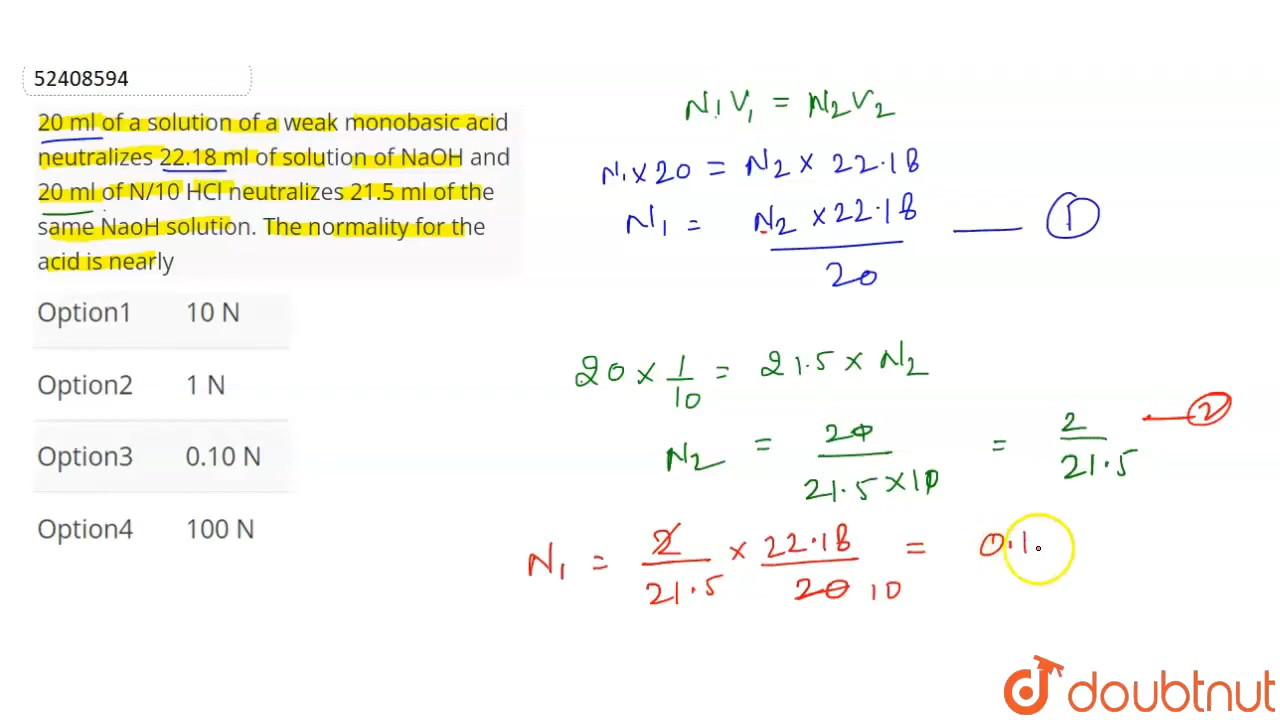 52408594
20 ml of a solution of a weak monobasic acid
neutralizes 22.18 ml of solution of NaOH and
20 ml of N/10 HCl neutralizes 21.5 ml of the
same NaoH solution. The normality for the
acid is nearly
Option1 10 N
Option2 1 N
Option3 0.10 N
Option4 100 N
N1V1 = N2V2
N1 x 20 = N2 x 22.18
N1 = N2 x 22.18 / 20 — 1
20 x 1/10 = 21.5 x N2
N2 = 20 / 21.5 x 10 = 2 / 21.5 — 2
N1 = 2 / 21.5 x 22.18 / 20 10 = 0.1
doubtnut